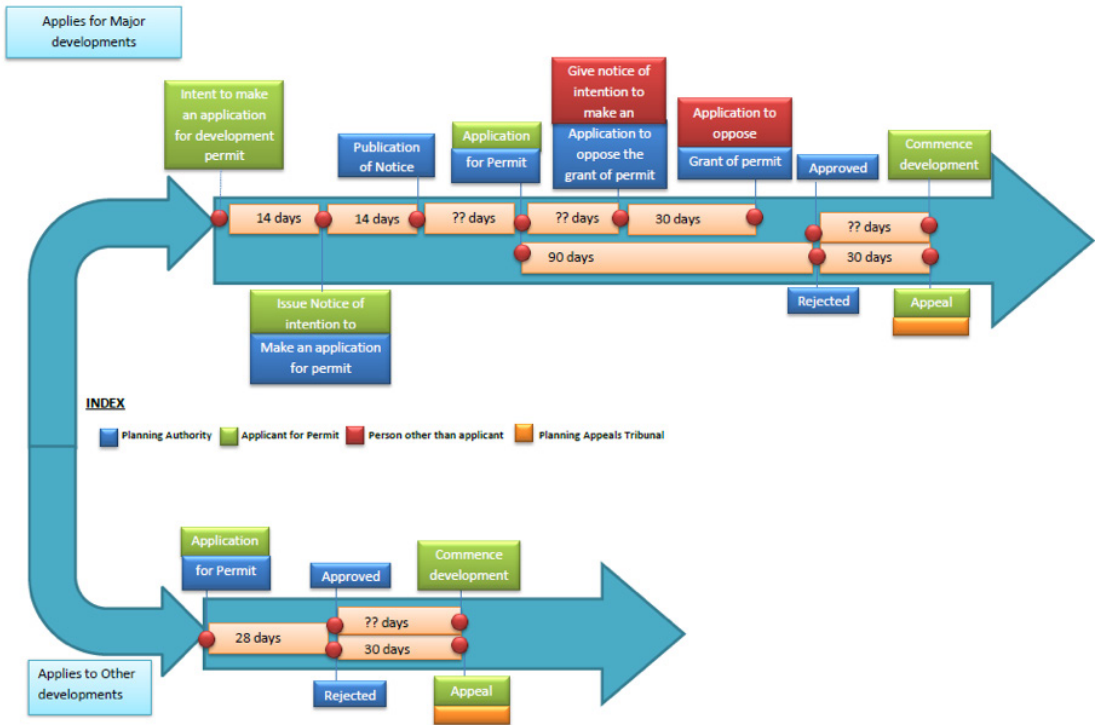 Applies for Major
developments
Intent to make
an application
for development
permit
Publication
of Notice
Application
for Permit
Give notice of
intention to
make an
Application to
oppose the
grant of permit
Application to
oppose
Grant of permit
Approved
Commence
development
14 days
14 days
?? days
?? days
30 days
?? days
90 days
30 days
Issue Notice of
intention to
Make an application
for permit
Rejected
Appeal
INDEX
Planning Authority
Applicant for Permit
Person other than applicant
Planning Appeals Tribunal
Application
for Permit
Approved
Commence
development
28 days
?? days
30 days
Rejected
Appeal
Applies to Other
developments